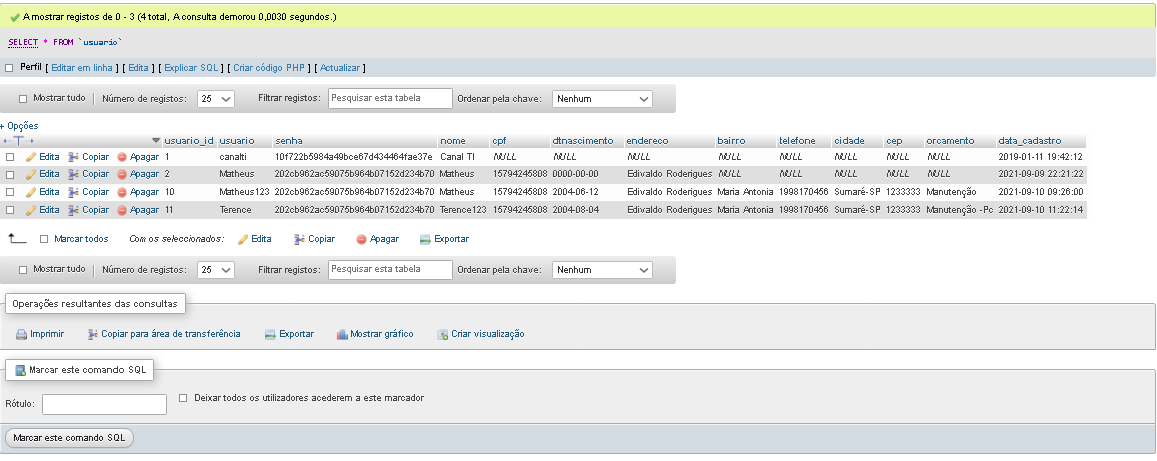 A mostrar registos de 0 - 3 (4 total, A consulta demorou 0,0030 segundos.)
SELECT * FROM `usuario`
Perfil [ Editar em linha ] [ Edita ] [ Explicar SQL ] [ Criar código PHP ] [ Actualizar ]
Mostrar tudo Número de registos: 25 Filtrar registos: Pesquisar esta tabela Ordenar pela chave: Nenhum
+ Opções
←T→ usuario_id usuario senha nome cpf dtnascimento endereco bairro telefone cidade cep orcamento data_cadastro
Edita Copiar Apagar 1 canalti 10f722b5984a49bce67d434464fae37e Canal TI NULL NULL NULL NULL NULL NULL NULL NULL 2019-01-11 19:42:12
Edita Copiar Apagar 2 Matheus 202cb962ac59075b964b07152d234b70 Matheus 15794245808 0000-00-00 Edivaldo Roderigues NULL NULL NULL NULL NULL 2021-09-09 22:21:22
Edita Copiar Apagar 10 Matheus123 202cb962ac59075b964b07152d234b70 Matheus 15794245808 2004-06-12 Edivaldo Roderigues Maria Antonia 1998170456 Sumaré-SP 1233333 Manutenção 2021-09-10 09:26:00
Edita Copiar Apagar 11 Terence 202cb962ac59075b964b07152d234b70 Terence123 15794245808 2004-08-04 Edivaldo Roderigues Maria Antonia 1998170456 Sumaré-SP 1233333 Manutenção -Pc 2021-09-10 11:22:14
Marcar todos Com os seleccionados: Edita Copiar Apagar Exportar
Mostrar tudo Número de registos: 25 Filtrar registos: Pesquisar esta tabela Ordenar pela chave: Nenhum
Operações resultantes das consultas
Imprimir Copiar para área de transferência Exportar Mostrar gráfico Criar visualização
Marcar este comando SQL
Rótulo: Deixar todos os utilizadores acederem a este marcador
Marcar este comando SQL